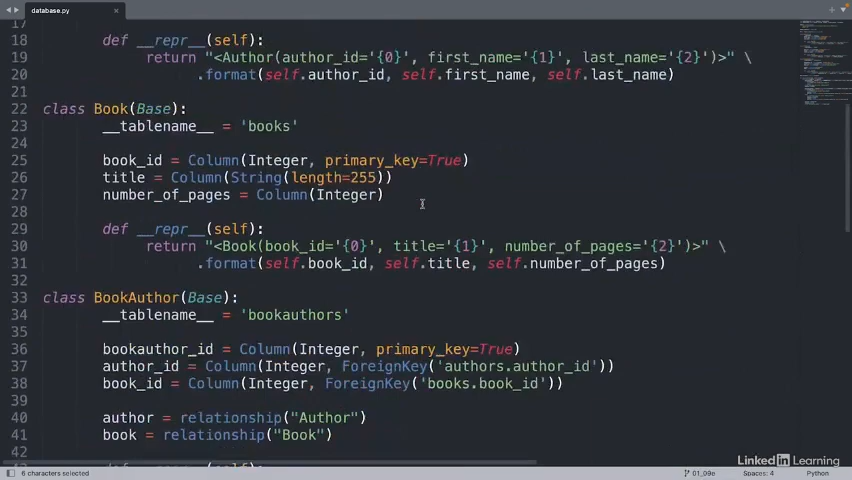 database.py
17
18 def __repr__(self):
19 return "<Author(author_id='{0}', first_name='{1}', last_name='{2}')>" \
20 .format(self.author_id, self.first_name, self.last_name)
21
22 class Book(Base):
23 __tablename__ = 'books'
24
25 book_id = Column(Integer, primary_key=True)
26 title = Column(String(length=255))
27 number_of_pages = Column(Integer)
28
29 def __repr__(self):
30 return "<Book(book_id='{0}', title='{1}', number_of_pages='{2}')>" \
31 .format(self.book_id, self.title, self.number_of_pages)
32
33 class BookAuthor(Base):
34 __tablename__ = 'bookauthors'
35
36 bookauthor_id = Column(Integer, primary_key=True)
37 author_id = Column(Integer, ForeignKey('authors.author_id'))
38 book_id = Column(Integer, ForeignKey('books.book_id'))
39
40 author = relationship("Author")
41 book = relationship("Book")
42
LinkedIn Learning
6 characters selected
01_09e
Spaces: 4
Python